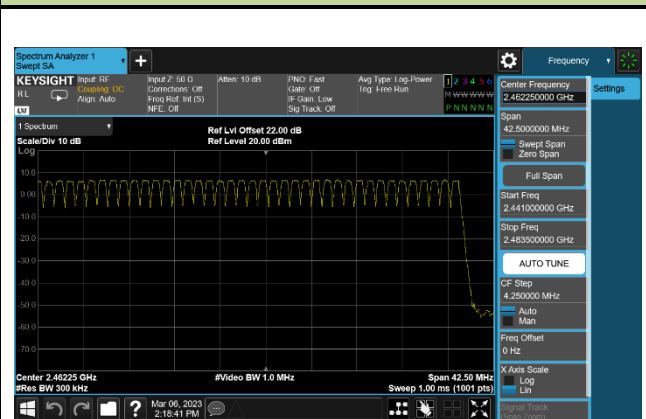 Spectrum Analyzer 1
Swept SA
Frequency
KEYSIGHT
RL
LXI
Input: RF
Coupling: DC
Align: Auto
Input Z: 50 Ω
Corrections: Off
Freq Ref: Int (S)
NFE: Off
Atten: 10 dB
PNO: Fast
Gate: Off
IF Gain: Low
Sig Track: Off
Avg Type: Log-Power
Trig: Free Run
1 2 3 4 5 6
M W W W W W
P N N N N N
1 Spectrum
Scale/Div 10 dB
Ref Lvl Offset 22.00 dB
Ref Level 20.00 dBm
Log
10.0
0.00
-10.0
-20.0
-30.0
-40.0
-50.0
-60.0
-70.0
Center 2.46225 GHz
#Res BW 300 kHz
#Video BW 1.0 MHz
Span 42.50 MHz
Sweep 1.00 ms (1001 pts)
Mar 06, 2023
2:18:41 PM
Center Frequency
2.462250000 GHz
Settings
Span
42.5000000 MHz
Swept Span
Zero Span
Full Span
Start Freq
2.441000000 GHz
Stop Freq
2.483500000 GHz
AUTO TUNE
CF Step
4.250000 MHz
Auto
Man
Freq Offset
0 Hz
X Axis Scale
Log
Lin
Signal Track
(Span Zoom)